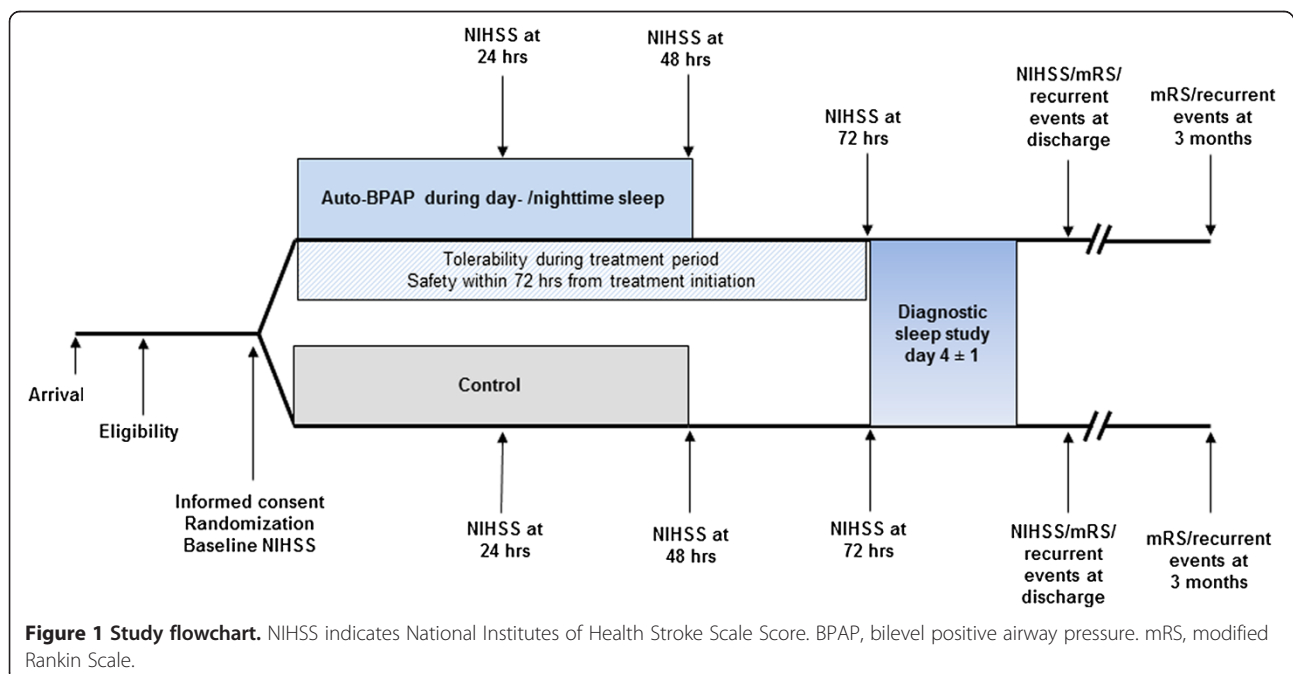 NIHSS at
24 hrs
NIHSS at
48 hrs
NIHSS at
72 hrs
NIHSS/mRS/
recurrent
events at
discharge
mRS/recurrent
events at
3 months
Auto-BPAP during day- /nighttime sleep
Tolerability during treatment period
Safety within 72 hrs from treatment initiation
Diagnostic
sleep study
day 4 ± 1
Control
Arrival
Eligibility
Informed consent
Randomization
Baseline NIHSS
NIHSS at
24 hrs
NIHSS at
48 hrs
NIHSS at
72 hrs
NIHSS/mRS/
recurrent
events at
discharge
mRS/recurrent
events at
3 months
Figure 1 Study flowchart. NIHSS indicates National Institutes of Health Stroke Scale Score. BPAP, bilevel positive airway pressure. mRS, modified
Rankin Scale.